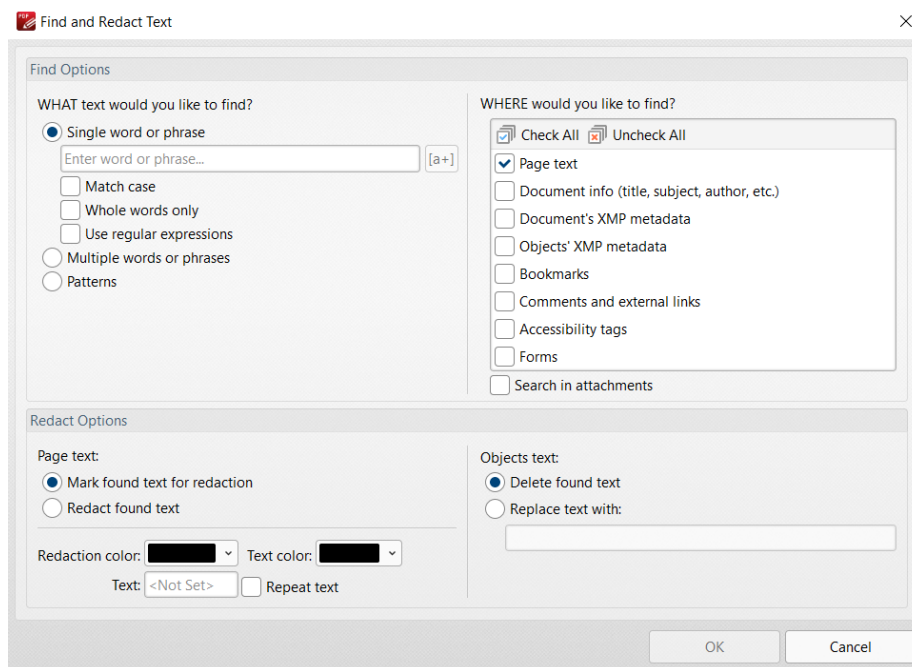 PDF
Find and Redact Text
Find Options
WHAT text would you like to find?
Single word or phrase
Enter word or phrase...
[a+]
Match case
Whole words only
Use regular expressions
Multiple words or phrases
Patterns
WHERE would you like to find?
Check All Uncheck All
Page text
Document info (title, subject, author, etc.)
Document's XMP metadata
Objects' XMP metadata
Bookmarks
Comments and external links
Accessibility tags
Forms
Search in attachments
Redact Options
Page text:
Mark found text for redaction
Redact found text
Redaction color: Text color:
Text: <Not Set> Repeat text
Objects text:
Delete found text
Replace text with:
OK Cancel